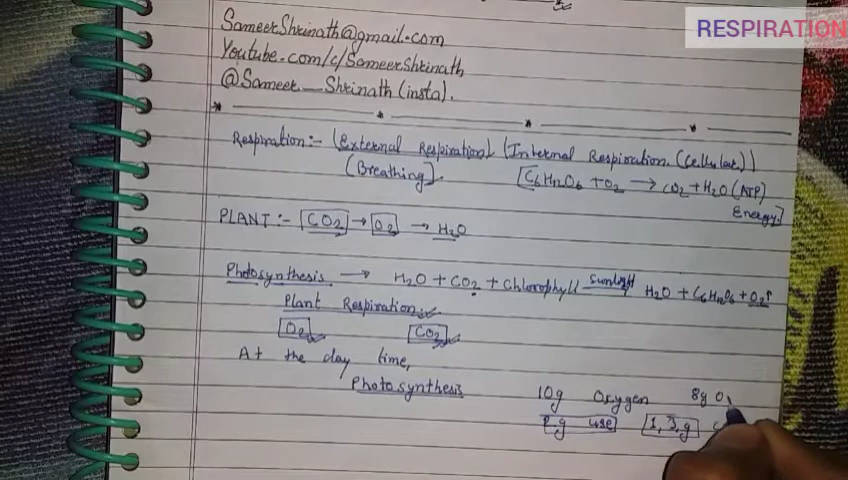 RESPIRATION
SameerShrinath@gmail.com
Youtube.com/c/SameerShrinath
@Sameer_Shrinath (insta).
Respiration:- (External Respiration) (Internal Respiration. (Cellular))
(Breathing). [C6H12O6 + O2 → CO2 + H2O (ATP)
Energy]
PLANT:- CO2 → O2 → H2O
Photosynthesis → H2O + CO2 + Chlorophyll Sunlight H2O + C6H12O6 + O2↑
Plant Respiration.
O2 CO2
At the day time,
Photosynthesis
10g Oxygen 8g O
2g use 1,3,g